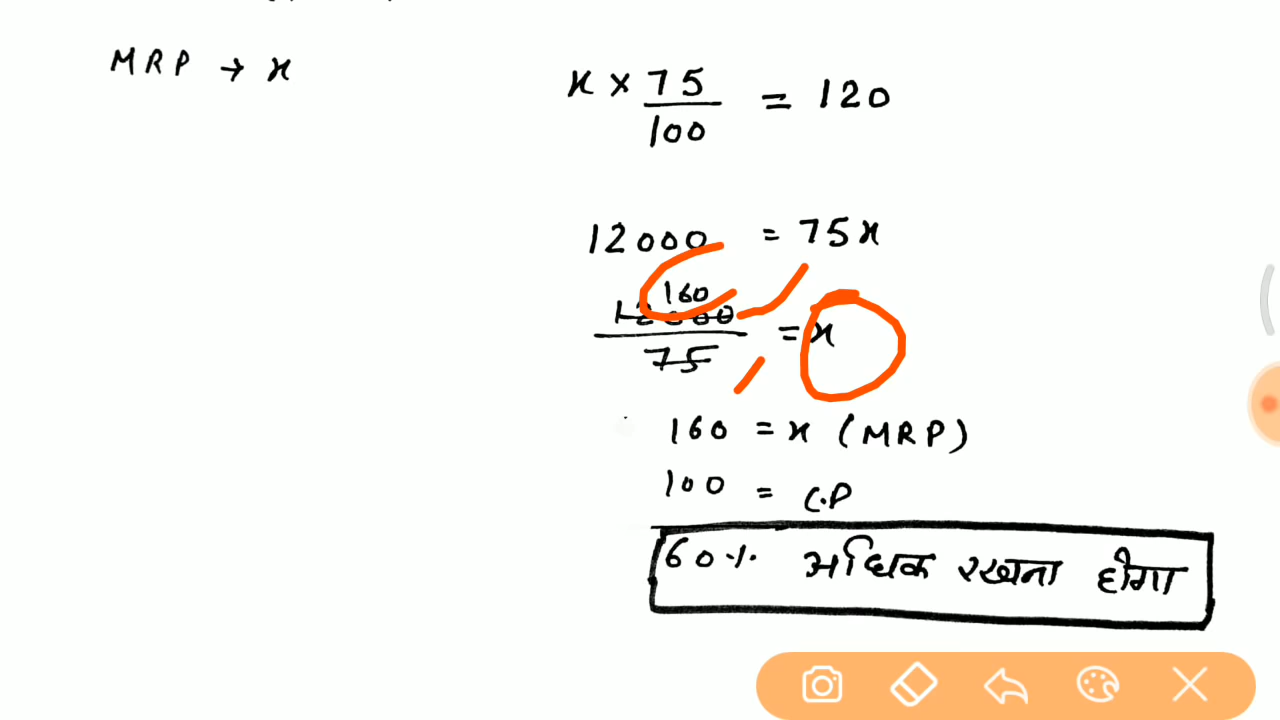 MRP → x
x × 75/100 = 120
12000 = 75x
160
12000/75 = x
160 = x (MRP)
100 = C.P
60% अधिक रखना होगा